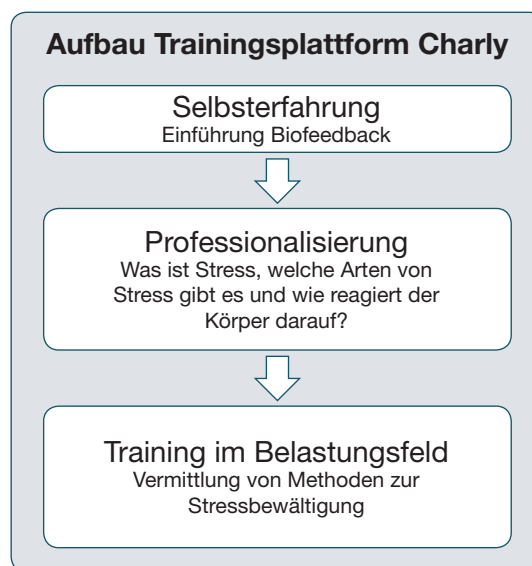 Aufbau Trainingsplattform Charly
Selbsterfahrung
Einführung Biofeedback
Professionalisierung
Was ist Stress, welche Arten von
Stress gibt es und wie reagiert der
Körper darauf?
Training im Belastungsfeld
Vermittlung von Methoden zur
Stressbewältigung